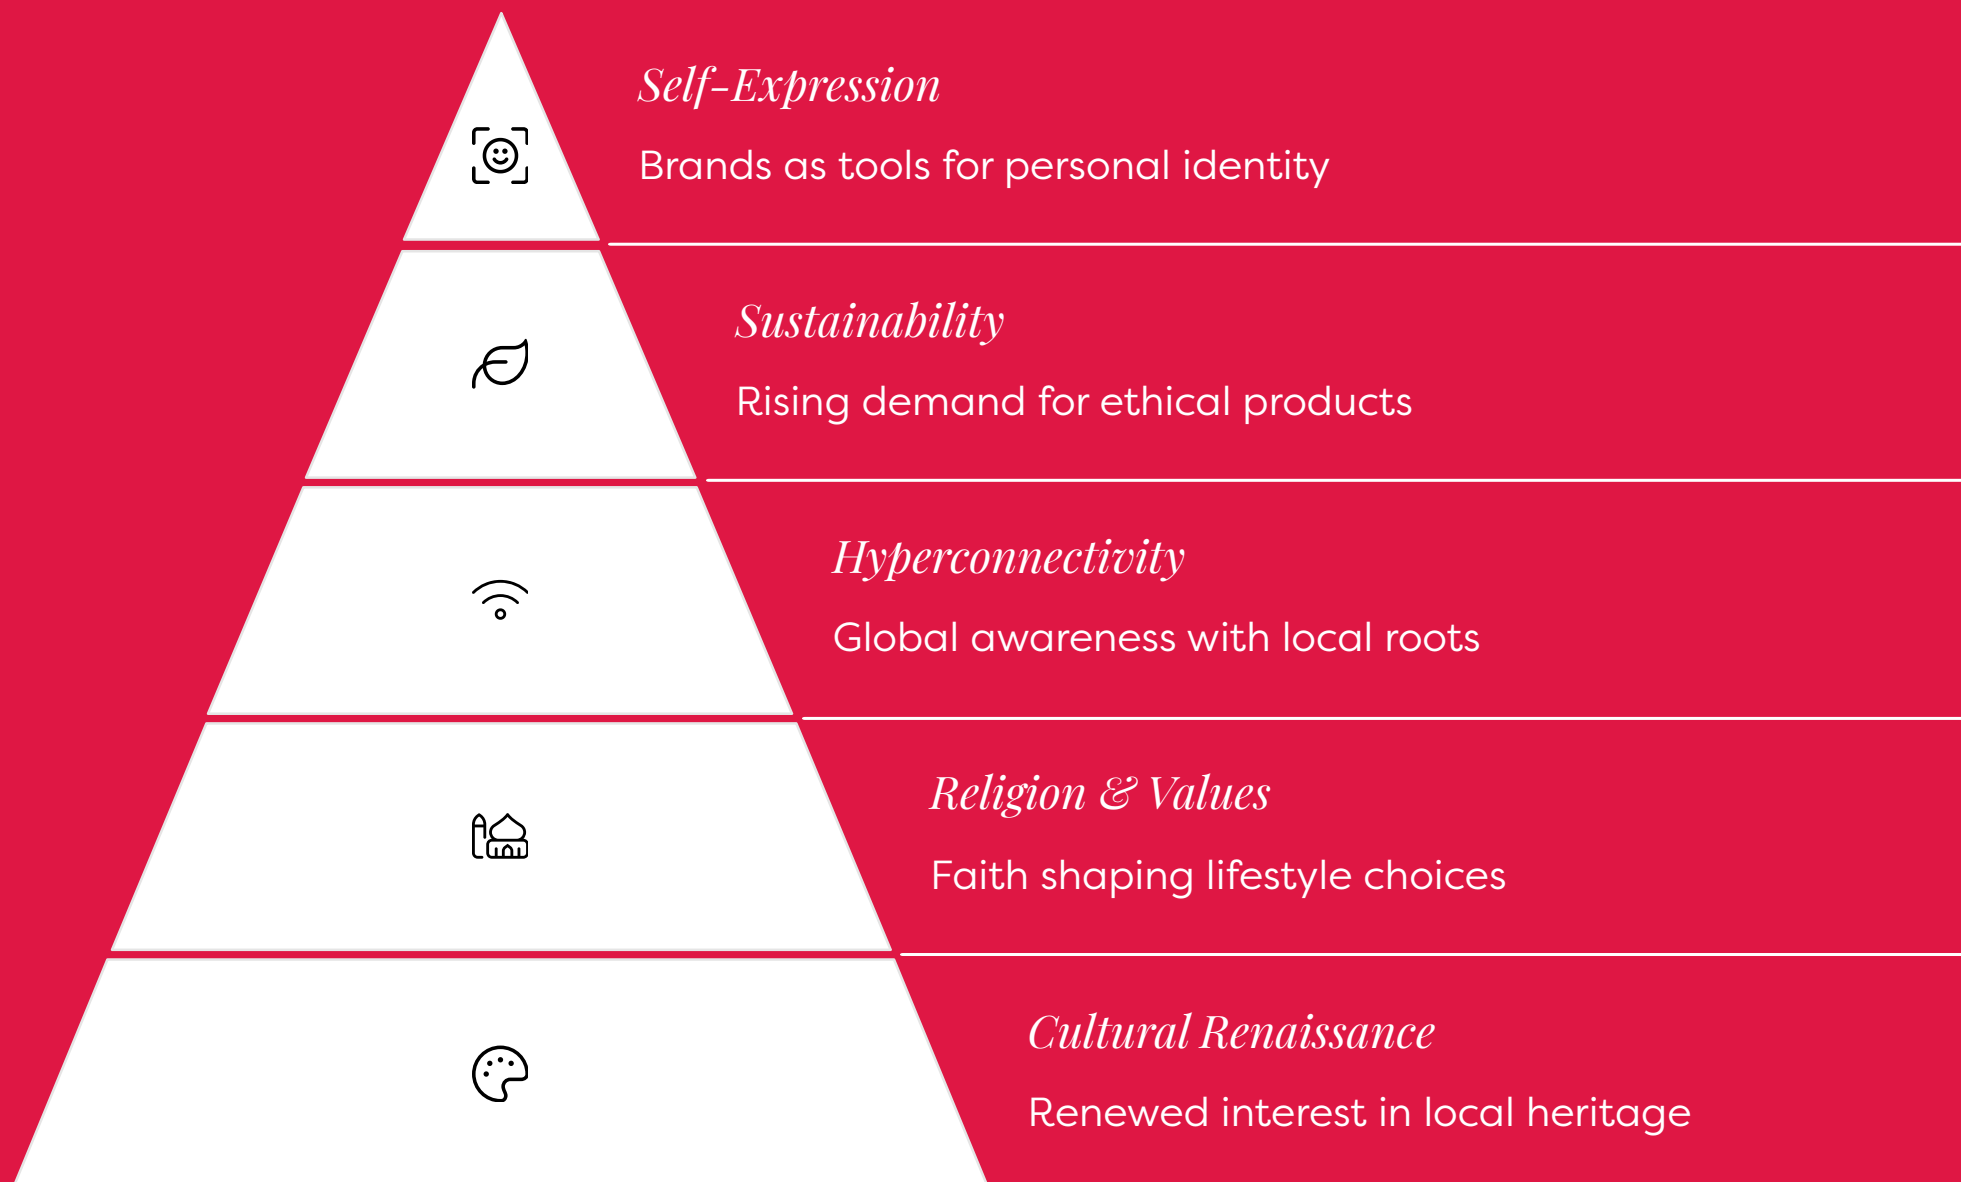 Self-Expression
Brands as tools for personal identity
Sustainability
Rising demand for ethical products
Hyperconnectivity
Global awareness with local roots
Religion & Values
Faith shaping lifestyle choices
Cultural Renaissance
Renewed interest in local heritage